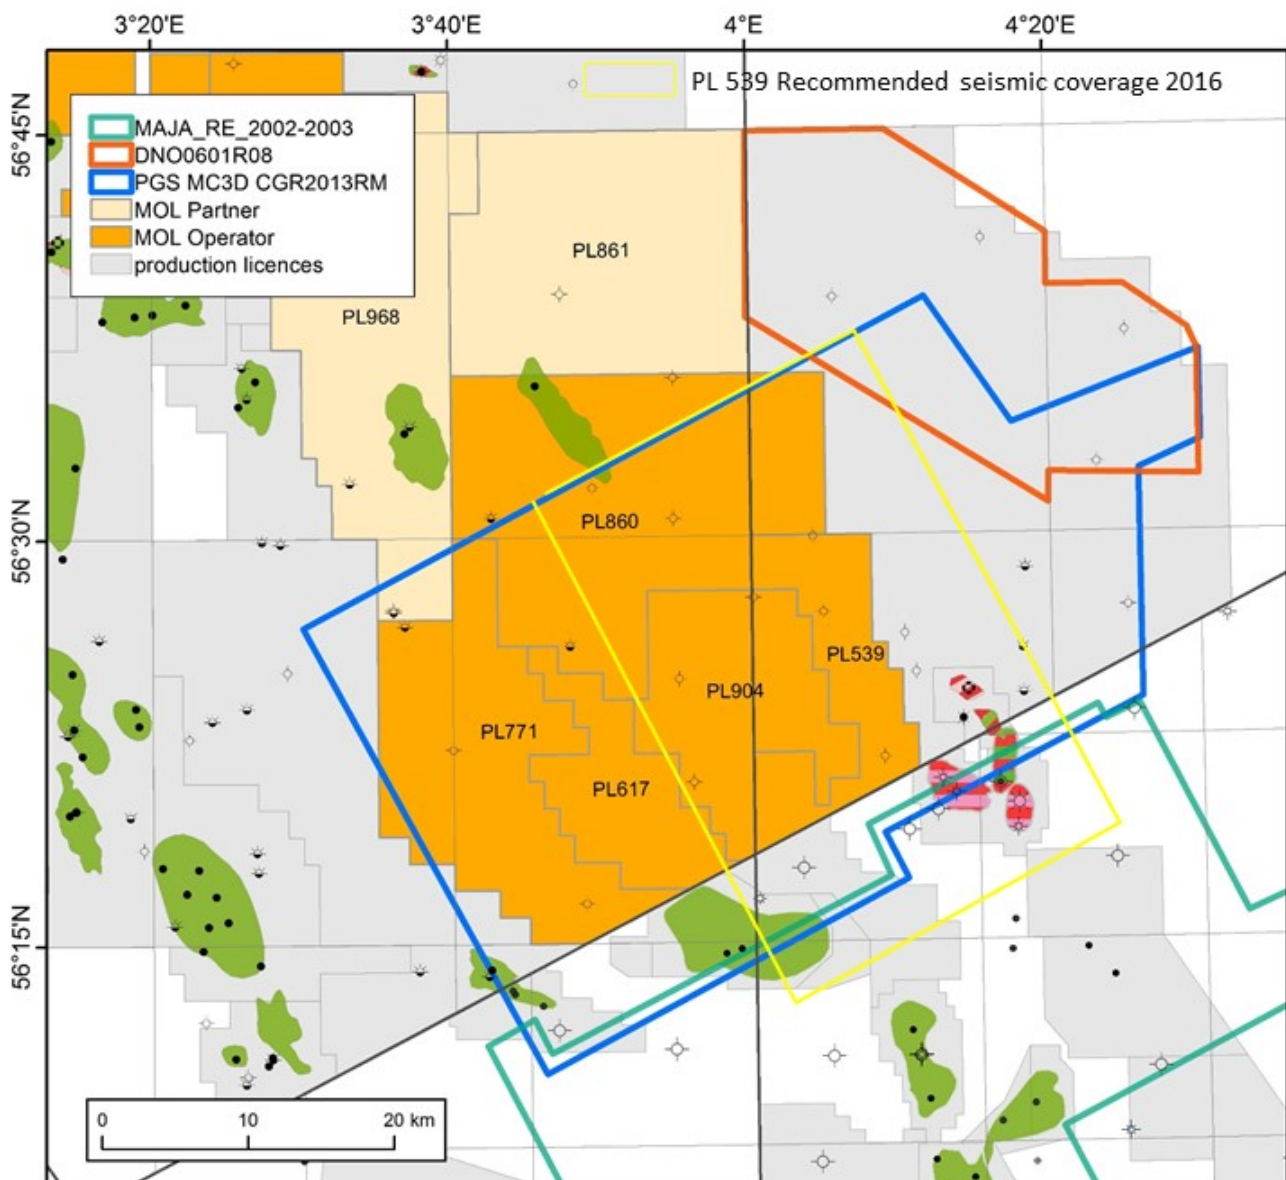 3°20'E 3°40'E 4°E 4°20'E
PL 539 Recommended seismic coverage 2016
56°45'N
MAJA_RE_2002-2003
DNO0601R08
PGS MC3D CGR2013RM
MOL Partner
MOL Operator
production licences
PL861
PL968
56°30'N
PL860
PL539
PL904
PL771
PL617
56°15'N
0 10 20 km